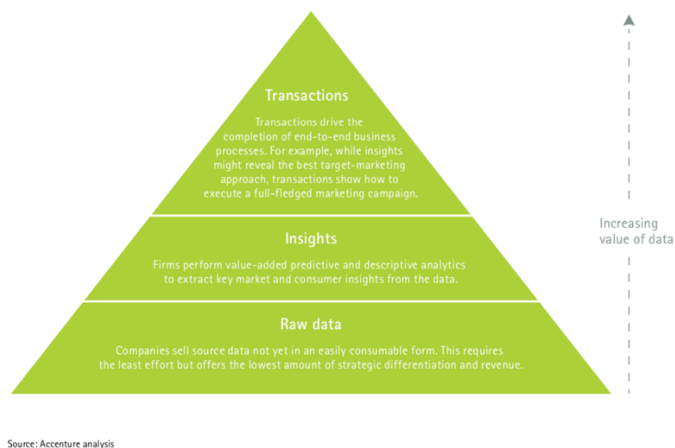 Transactions
Transactions drive the
completion of end-to-end business
processes. For example, while insights
might reveal the best target-marketing
approach, transactions show how to
execute a full-fledged marketing campaign.
Increasing
value of data
Insights
Firms perform value-added predictive and descriptive analytics
to extract key market and consumer insights from the data.
Raw data
Companies sell source data not yet in an easily consumable form. This requires
the least effort but offers the lowest amount of strategic differentiation and revenue.
Source: Accenture analysis